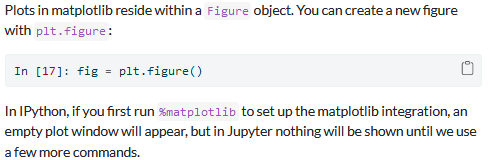 Plots in matplotlib reside within a Figure object. You can create a new figure
with plt.figure:
In [17]: fig = plt.figure()
In IPython, if you first run %matplotlib to set up the matplotlib integration, an
empty plot window will appear, but in Jupyter nothing will be shown until we use
a few more commands.